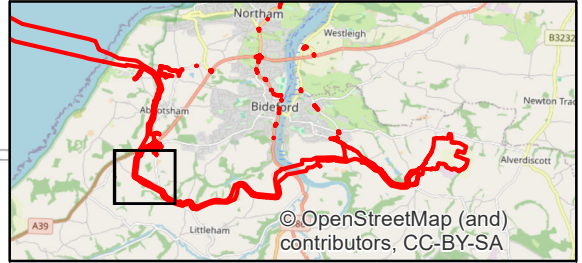 Northam
Westleigh
B3232
Abbotsham
Bideford
Newton Trac
Alverdiscott
A39
Littleham
© OpenStreetMap (and)
contributors, CC-BY-SA